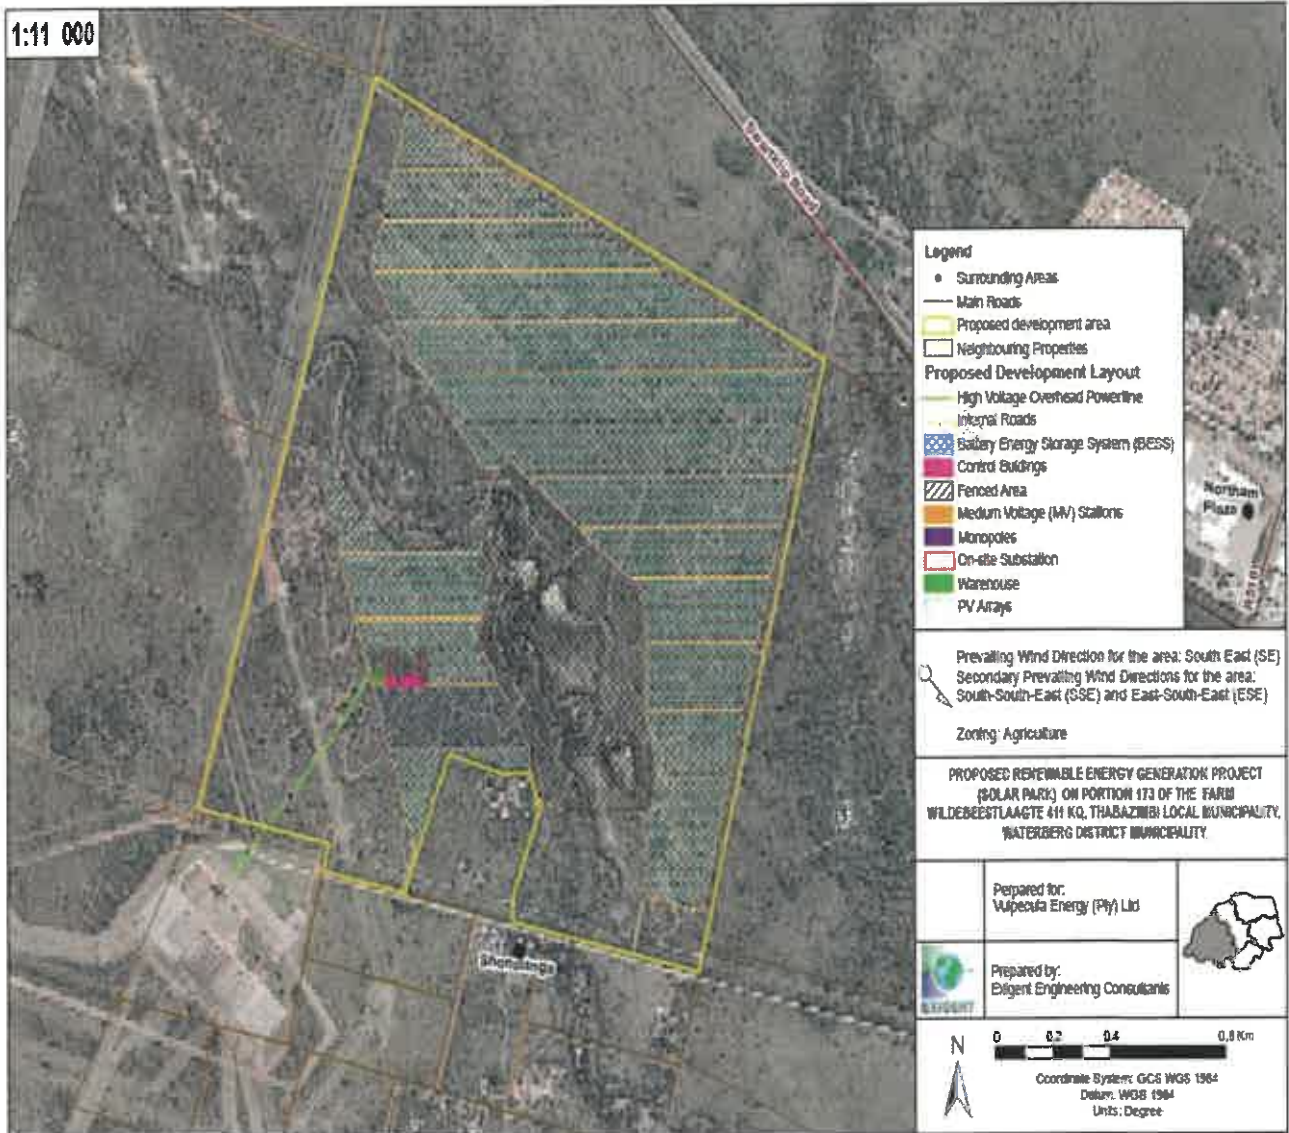 1:11 000
Swartklip Road
Legend
Surrounding Areas
Main Roads
Proposed development area
Neighbouring Properties
Proposed Development Layout
High Voltage Overhead Powerline
Internal Roads
Battery Energy Storage System (BESS)
Control Buildings
Fenced Area
Medium Voltage (MV) Stations
Monopoles
On-site Substation
Warehouse
PV Arrays
Northam
Plaza
R510
Prevailing Wind Direction for the area: South East (SE)
Secondary Prevailing Wind Directions for the area:
South-South-East (SSE) and East-South-East (ESE)
Zoning: Agriculture
PROPOSED RENEWABLE ENERGY GENERATION PROJECT
(SOLAR PARK) ON PORTION 173 OF THE FARM
WILDEBEESTLAAGTE 411 KQ, THABAZIMBI LOCAL MUNICIPALITY,
WATERBERG DISTRICT MUNICIPALITY
Perpared for:
Vulpecula Energy (Pty) Ltd
Prepared by:
Exigent Engineering Consultants
EXIGENT
N
0 0,2 0,4 0,8 Km
Coordinate System: GCS WGS 1984
Datum: WGS 1984
Units: Degree